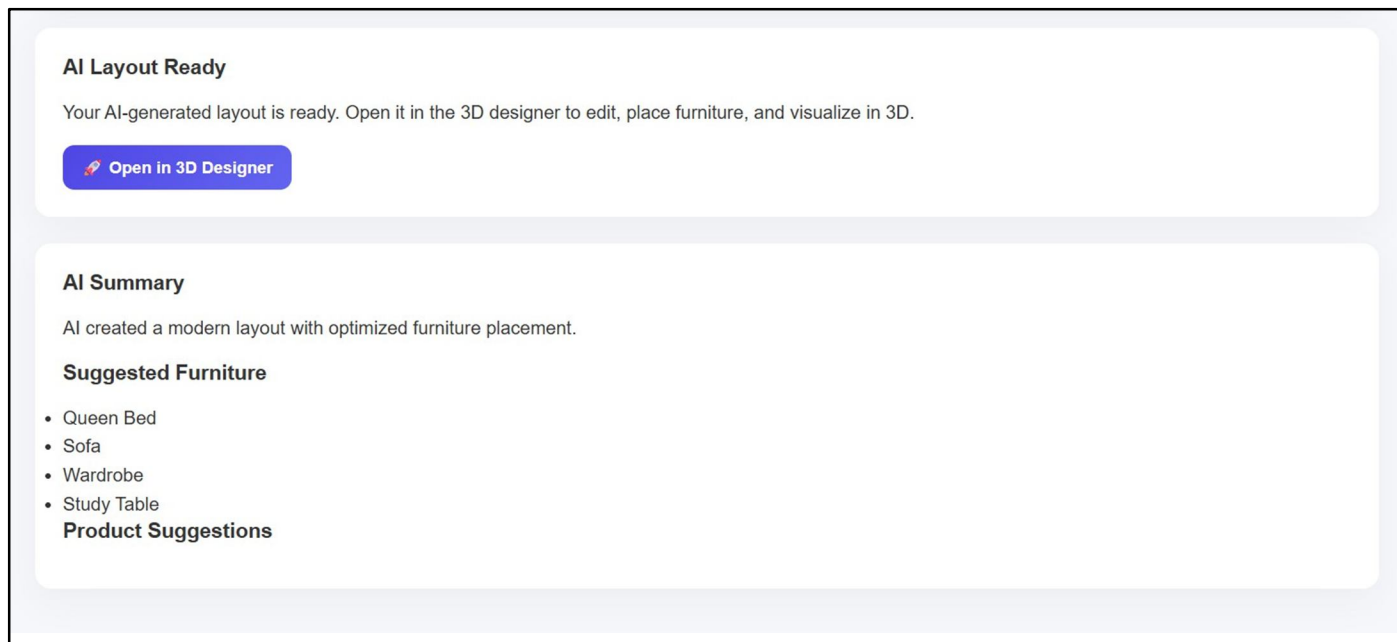 AI Layout Ready
Your AI-generated layout is ready. Open it in the 3D designer to edit, place furniture, and visualize in 3D.
🚀 Open in 3D Designer
AI Summary
AI created a modern layout with optimized furniture placement.
Suggested Furniture
• Queen Bed
• Sofa
• Wardrobe
• Study Table
Product Suggestions